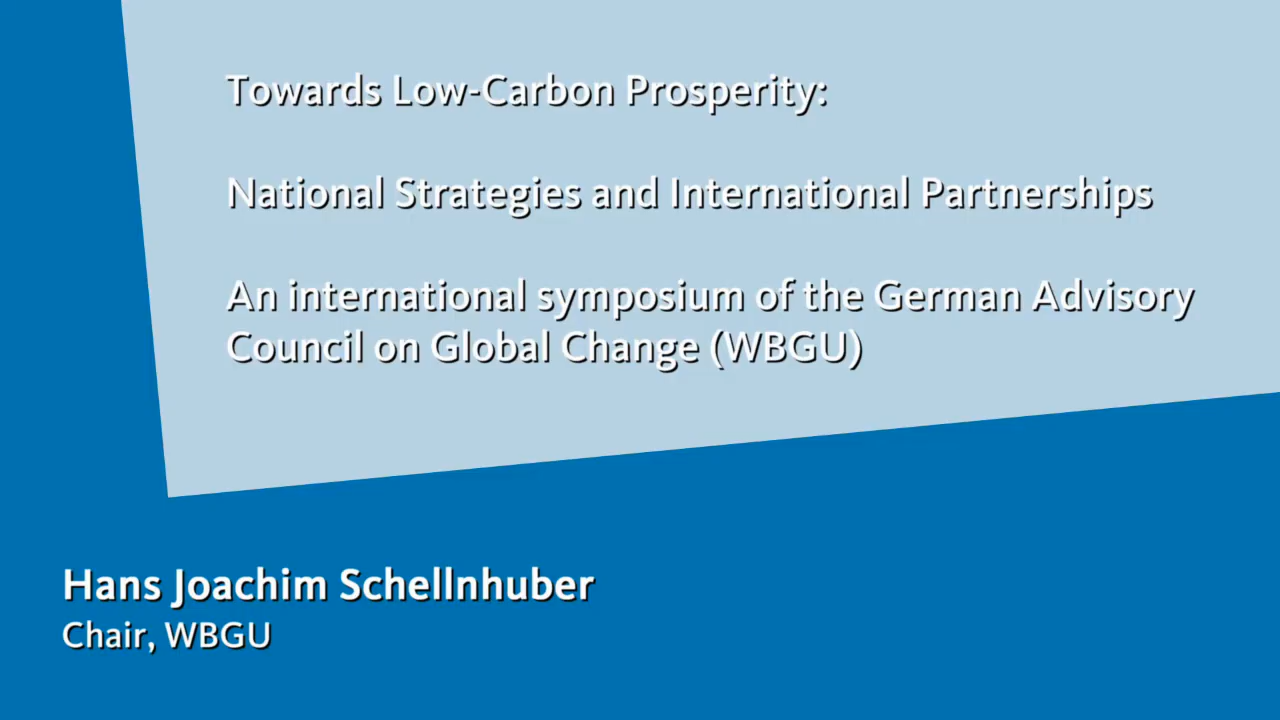 Towards Low-Carbon Prosperity:
National Strategies and International Partnerships
An international symposium of the German Advisory
Council on Global Change (WBGU)
Hans Joachim Schellnhuber
Chair, WBGU